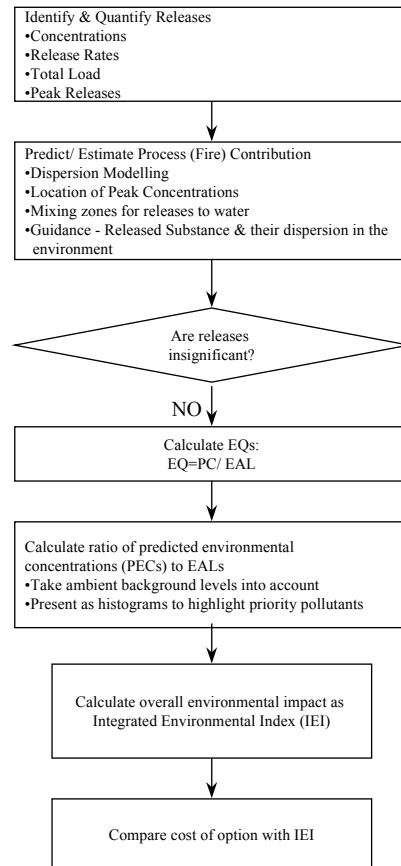 Identify & Quantify Releases
•Concentrations
•Release Rates
•Total Load
•Peak Releases
Predict/ Estimate Process (Fire) Contribution
•Dispersion Modelling
•Location of Peak Concentrations
•Mixing zones for releases to water
•Guidance - Released Substance & their dispersion in the
environment
Are releases
insignificant?
NO
Calculate EQs:
EQ=PC/ EAL
Calculate ratio of predicted environmental
concentrations (PECs) to EALs
•Take ambient background levels into account
•Present as histograms to highlight priority pollutants
Calculate overall environmental impact as
Integrated Environmental Index (IEI)
Compare cost of option with IEI